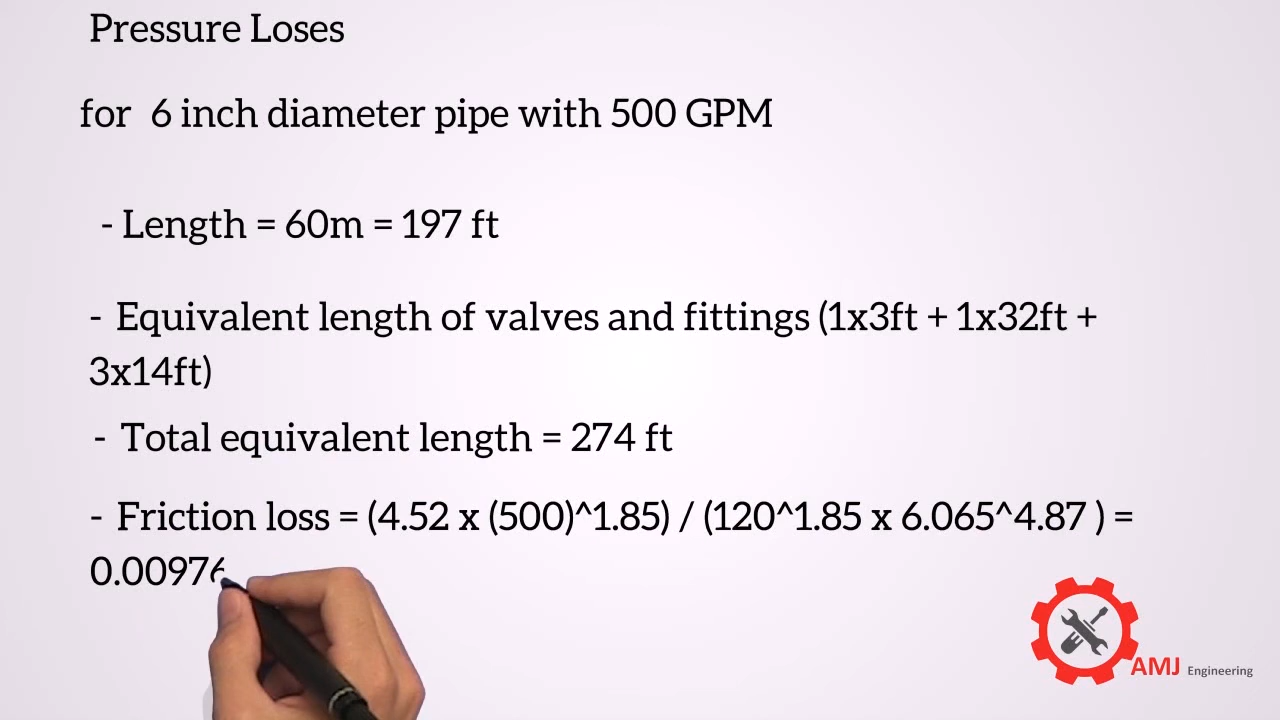 Pressure Loses
for 6 inch diameter pipe with 500 GPM
- Length = 60m = 197 ft
- Equivalent length of valves and fittings (1x3ft + 1x32ft +
3x14ft)
- Total equivalent length = 274 ft
- Friction loss = (4.52 x (500)^1.85) / (120^1.85 x 6.065^4.87 ) =
0.00976
AMJ Engineering